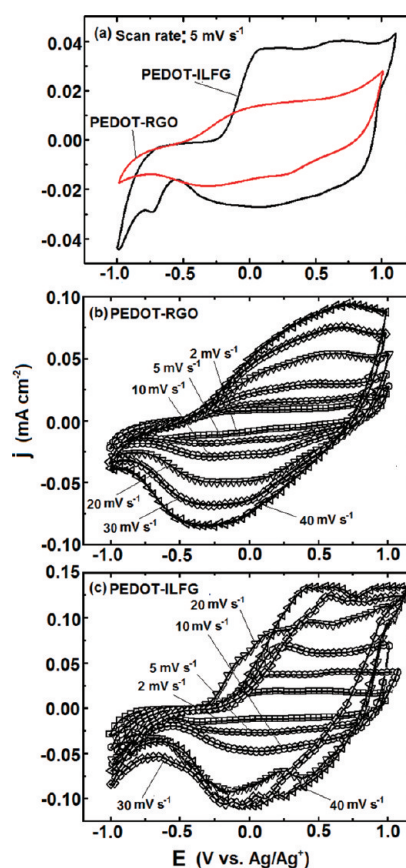 (a) Scan rate: 5 mV s⁻¹
0.04
PEDOT-ILFG
0.02
PEDOT-RGO
0.00
-0.02
-0.04
-1.0 -0.5 0.0 0.5 1.0
0.10
(b) PEDOT-RGO
2 mV s⁻¹
0.05
5 mV s⁻¹
10 mV s⁻¹
0.00
-0.05
20 mV s⁻¹
30 mV s⁻¹
40 mV s⁻¹
-0.10
-1.0 -0.5 0.0 0.5 1.0
j (mA cm⁻²)
0.15
(c) PEDOT-ILFG
20 mV s⁻¹
0.10
10 mV s⁻¹
5 mV s⁻¹
0.05
2 mV s⁻¹
0.00
-0.05
30 mV s⁻¹
40 mV s⁻¹
-0.10
-1.0 -0.5 0.0 0.5 1.0
E (V vs. Ag/Ag⁺)